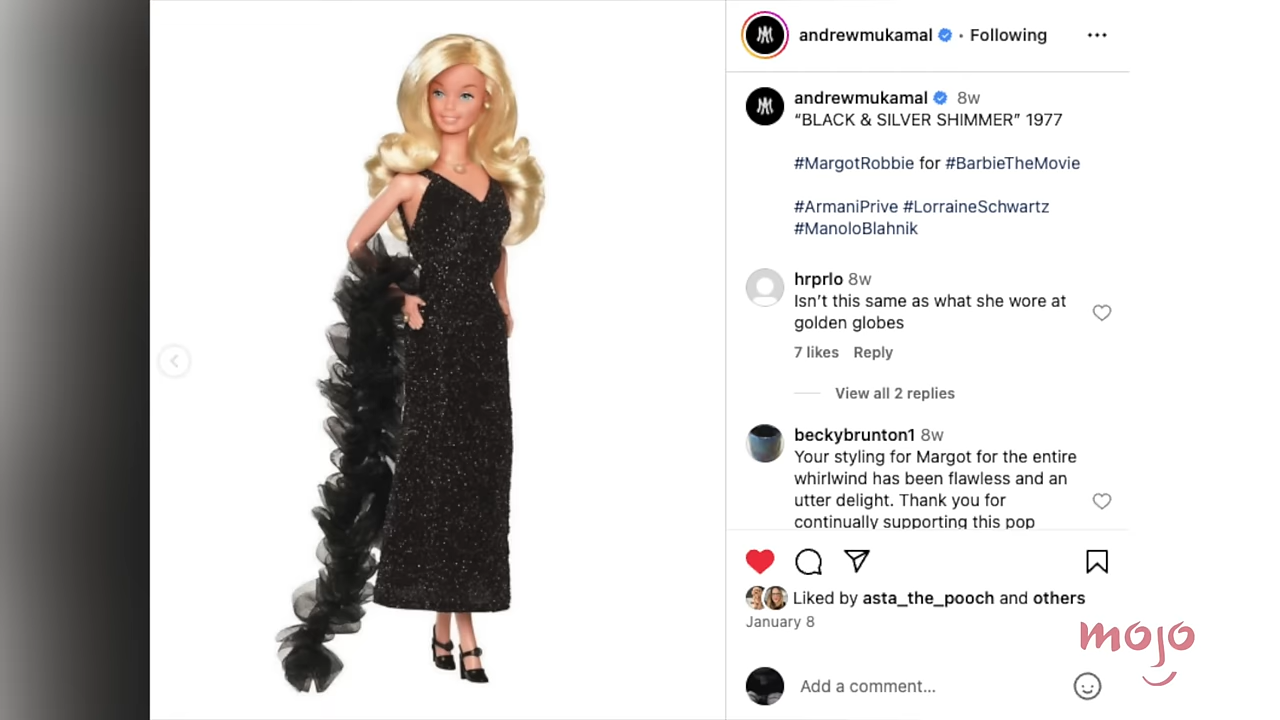 andrewmukamal • Following
andrewmukamal 8w
“BLACK & SILVER SHIMMER” 1977
#MargotRobbie for #BarbieTheMovie
#ArmaniPrive #LorraineSchwartz
#ManoloBlahnik
hrprlo 8w
Isn’t this same as what she wore at
golden globes
7 likes Reply
View all 2 replies
beckybrunton1 8w
Your styling for Margot for the entire
whirlwind has been flawless and an
utter delight. Thank you for
continually supporting this pop
Liked by asta_the_pooch and others
January 8
mojo
Add a comment...